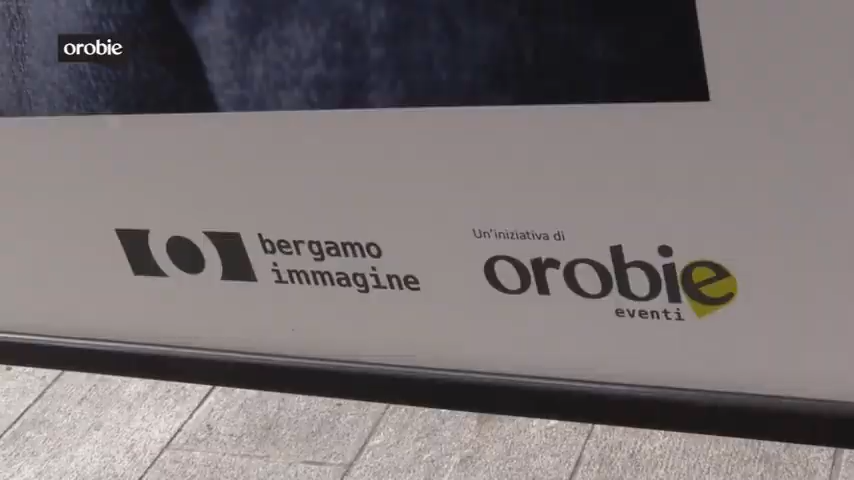 orobie
bergamo
immagine
Un'iniziativa di
orobie
eventi